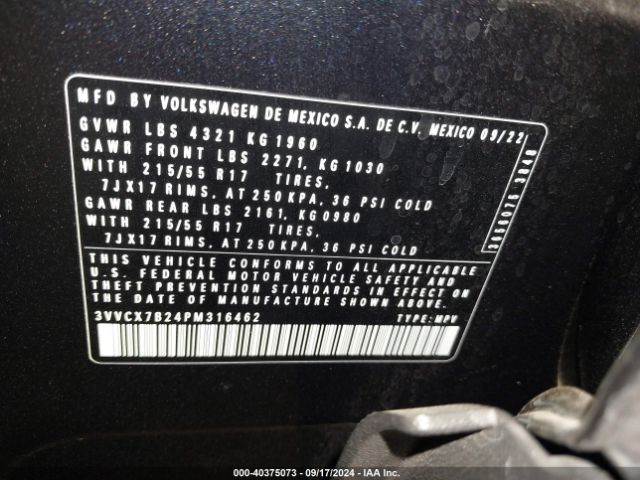 MFD BY VOLKSWAGEN DE MEXICO S.A. DE C.V. MEXICO 09/22
GVWR LBS 4321 KG 1960
GAWR FRONT LBS 2271, KG 1030
WITH 215/55 R17 TIRES,
7JX17 RIMS, AT 250 KPA, 36 PSI COLD
GAWR REAR LBS 2161, KG 0980
WITH 215/55 R17 TIRES,
7JX17 RIMS, AT 250 KPA, 36 PSI COLD
THIS VEHICLE CONFORMS TO ALL APPLICABLE
U.S. FEDERAL MOTOR VEHICLE SAFETY AND
THEFT PREVENTION STANDARDS IN EFFECT ON
THE DATE OF MANUFACTURE SHOWN ABOVE.
3VVCX7B24PM316462 TYPE: MPV
000-40375073 - 09/17/2024 - IAA Inc.